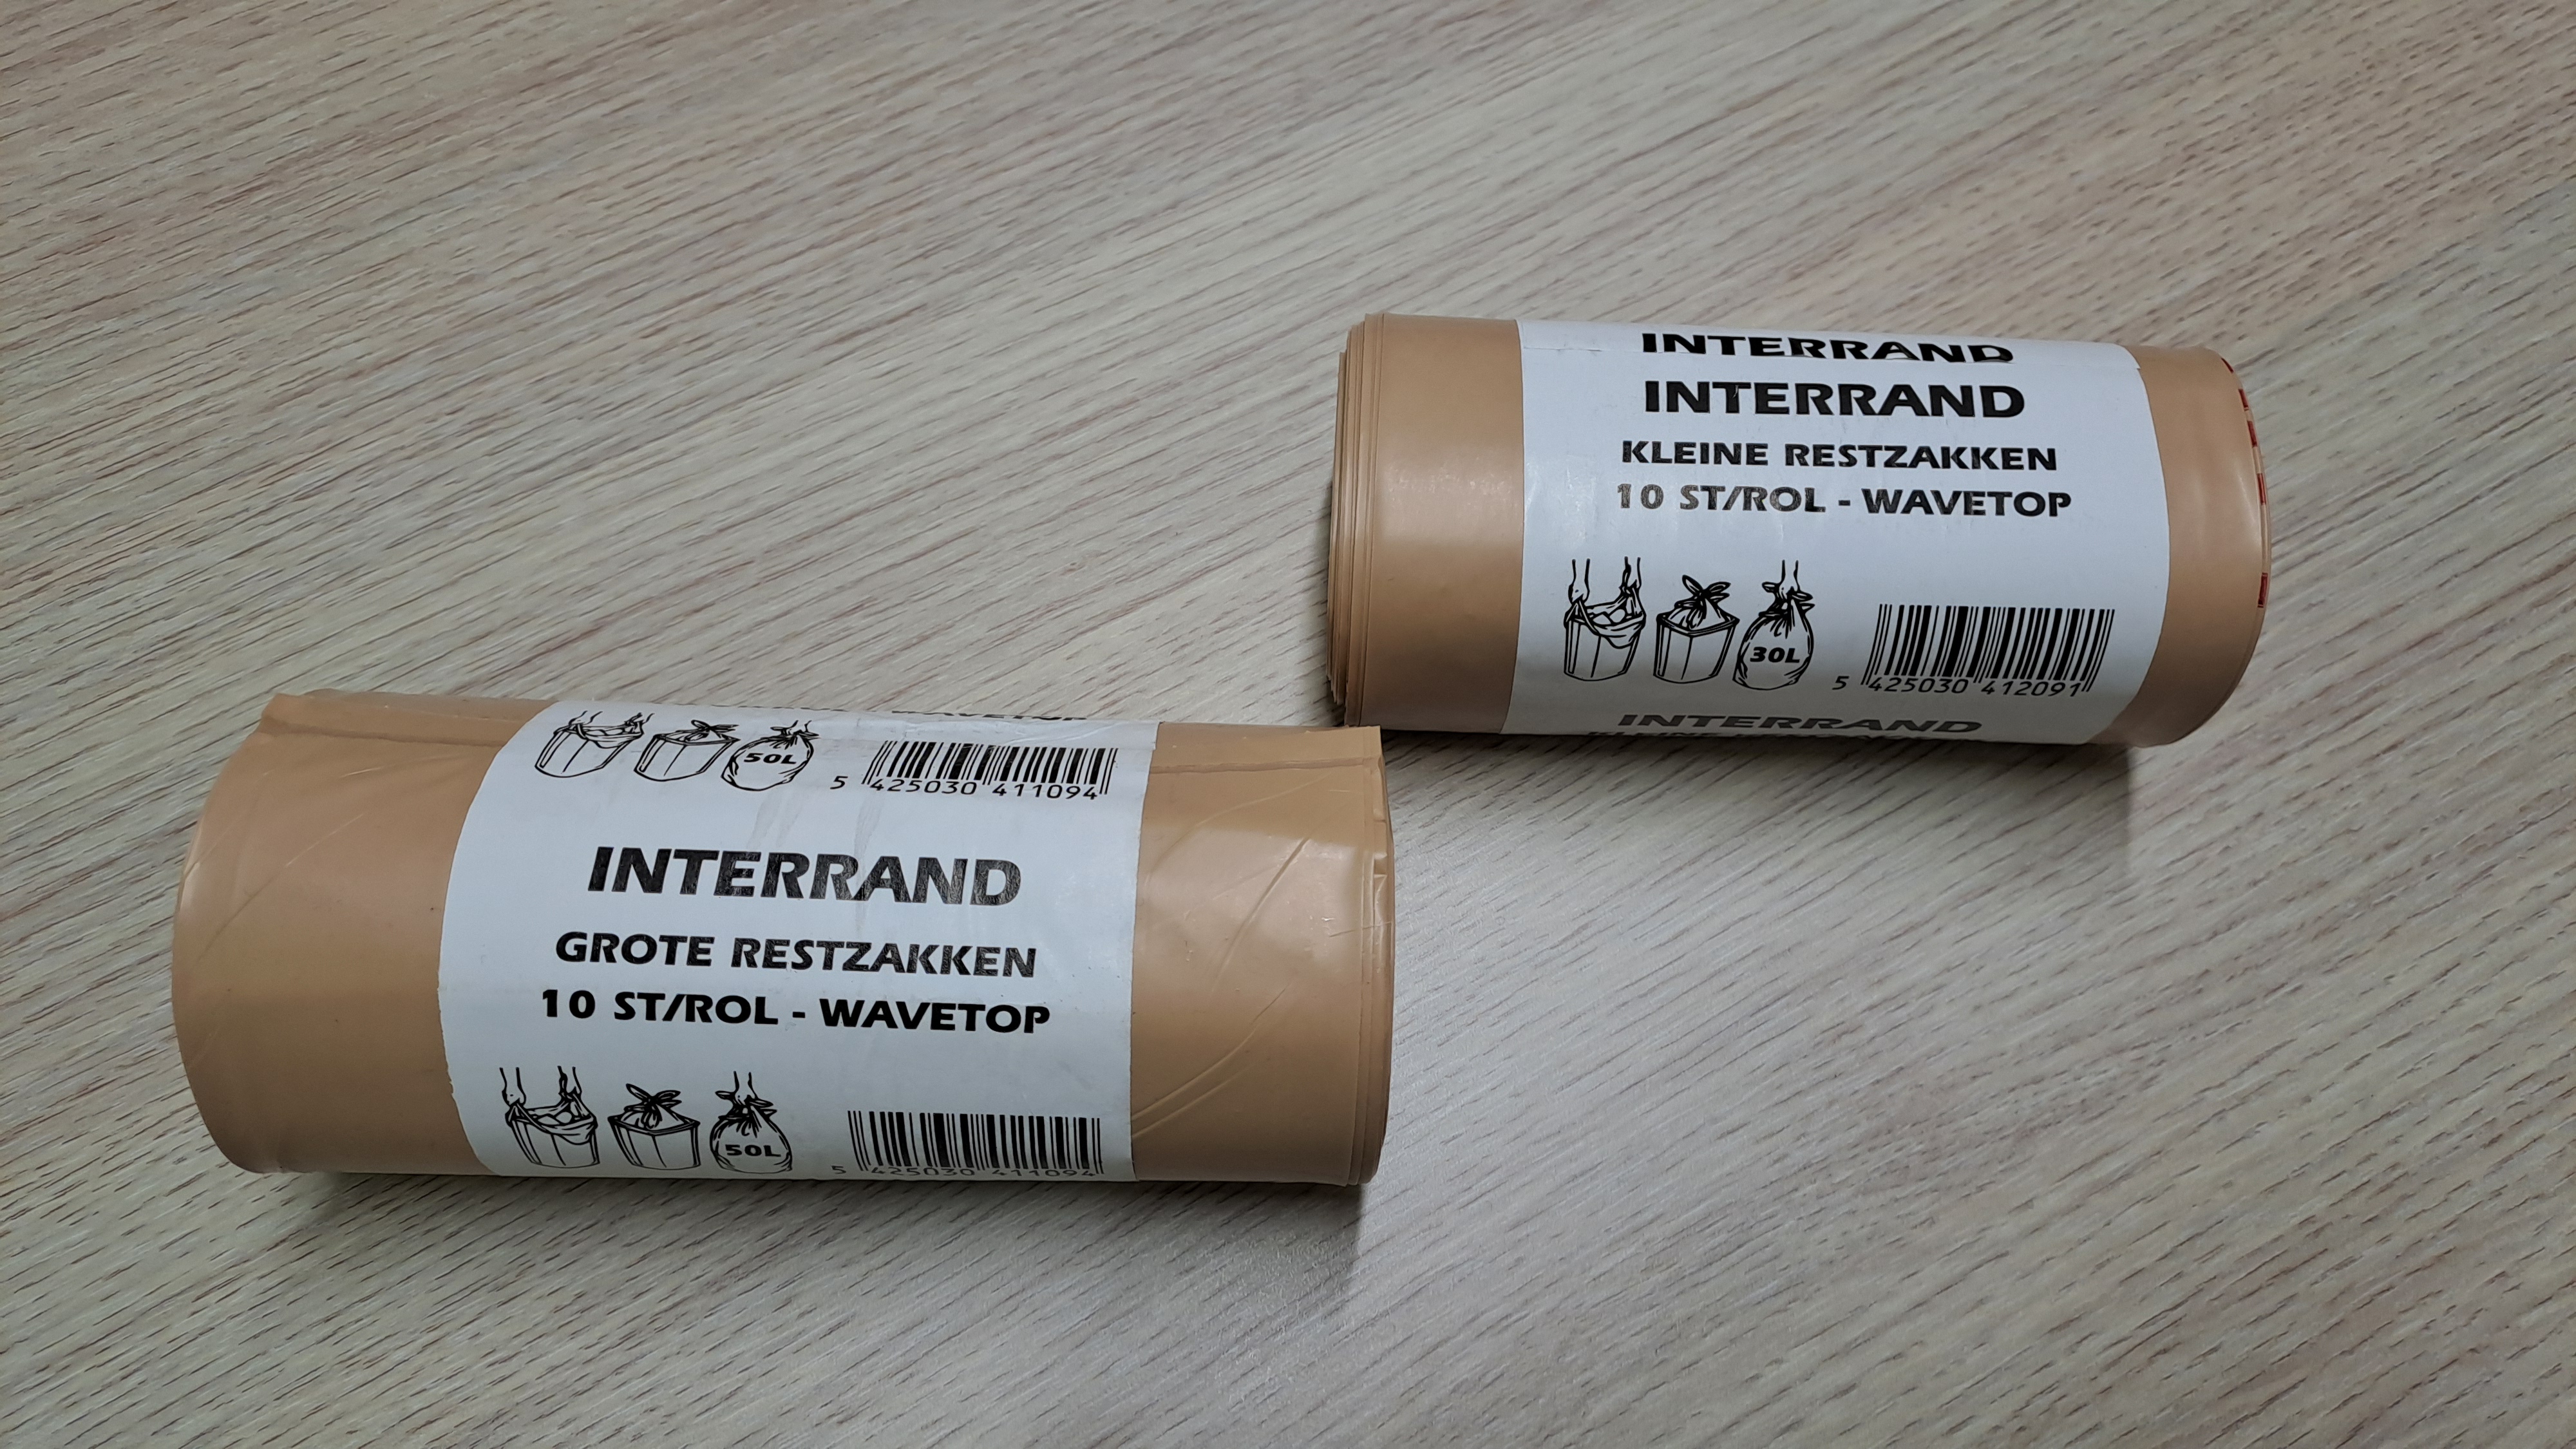 INTERRAND
INTERRAND
KLEINE RESTZAKKEN
10 ST/ROL - WAVETOP
30L
5 425030 412091
INTERRAND
WAVETOP
50L
5 425030 411094
INTERRAND
GROTE RESTZAKKEN
10 ST/ROL - WAVETOP
50L
5 425030 411094